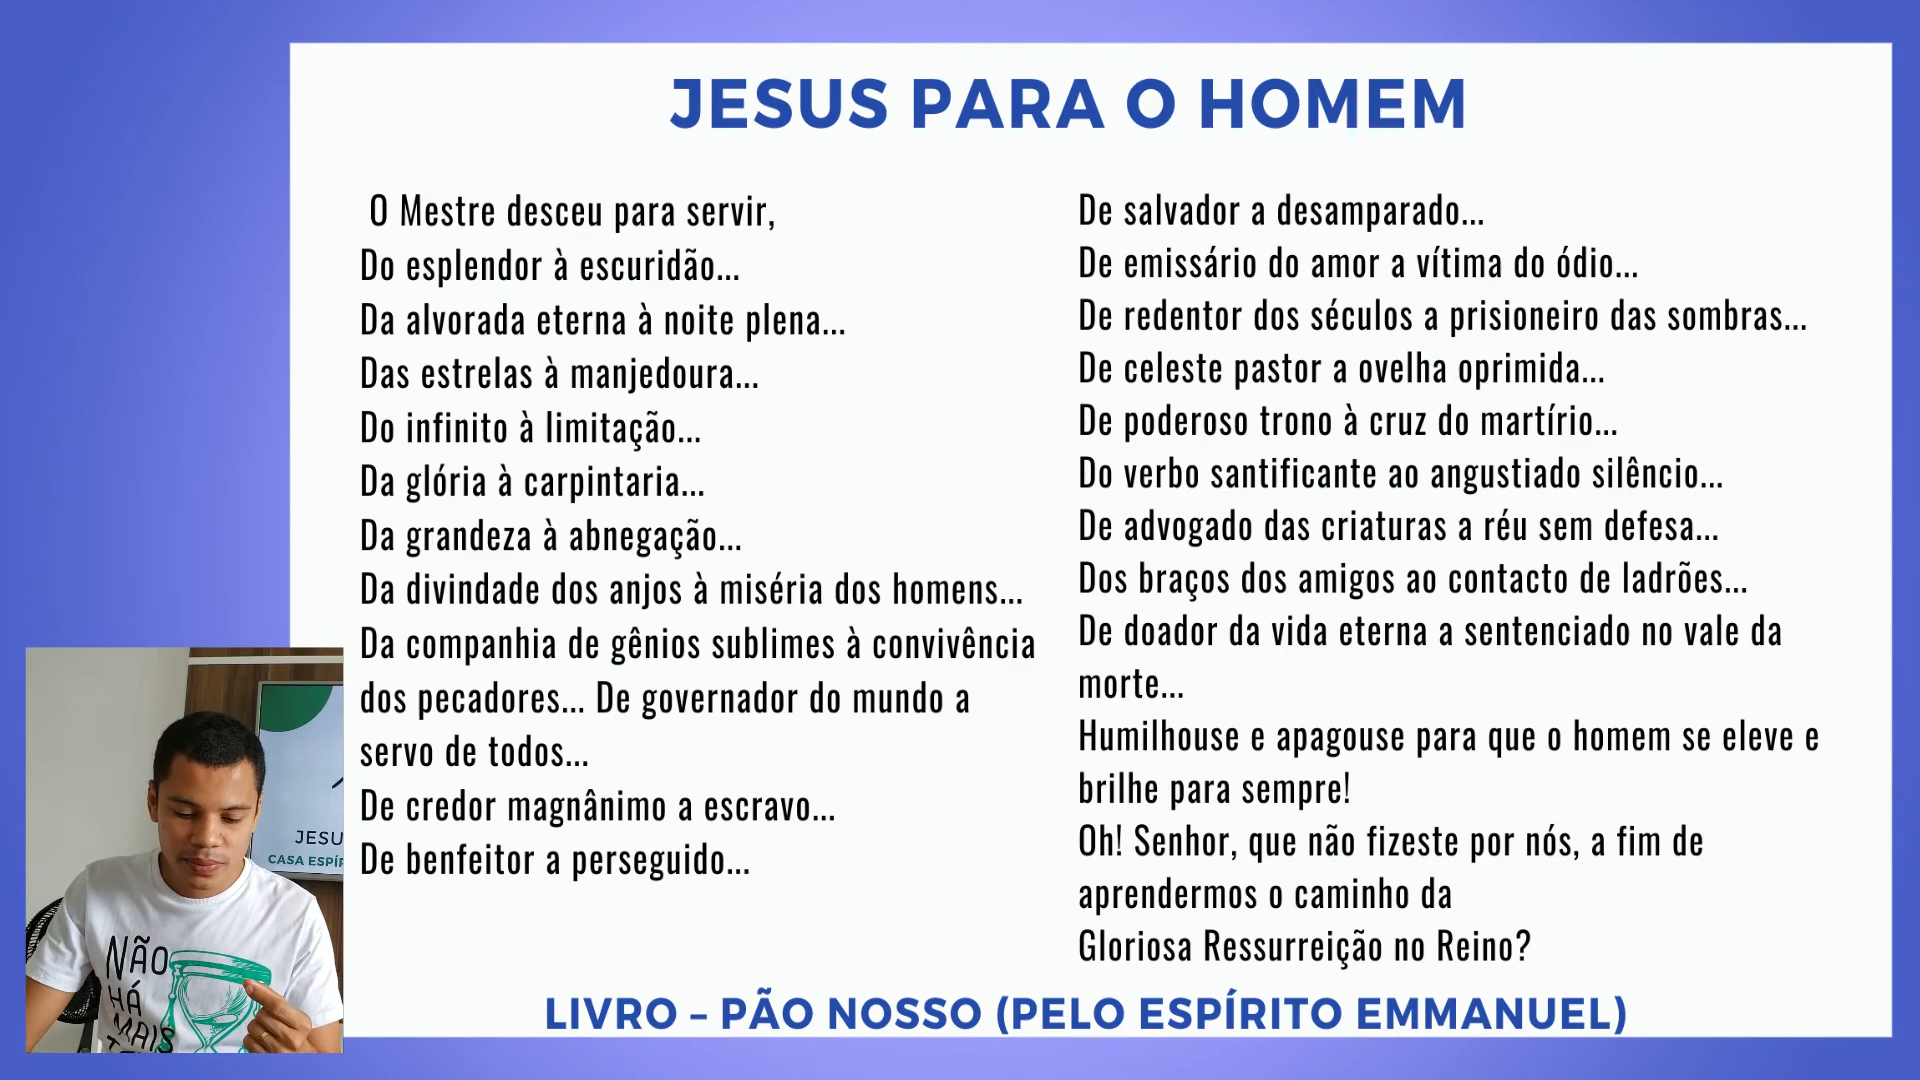 JESUS PARA O HOMEM
O Mestre desceu para servir,
Do esplendor à escuridão...
Da alvorada eterna à noite plena...
Das estrelas à manjedoura...
Do infinito à limitação...
Da glória à carpintaria...
Da grandeza à abnegação...
Da divindade dos anjos à miséria dos homens...
Da companhia de gênios sublimes à convivência
dos pecadores... De governador do mundo a
servo de todos...
De credor magnânimo a escravo...
De benfeitor a perseguido...
De salvador a desamparado...
De emissário do amor a vítima do ódio...
De redentor dos séculos a prisioneiro das sombras...
De celeste pastor a ovelha oprimida...
De poderoso trono à cruz do martírio...
Do verbo santificante ao angustiado silêncio...
De advogado das criaturas a réu sem defesa...
Dos braços dos amigos ao contacto de ladrões...
De doador da vida eterna a sentenciado no vale da
morte...
Humilhouse e apagouse para que o homem se eleve e
brilhe para sempre!
Oh! Senhor, que não fizeste por nós, a fim de
aprendermos o caminho da
Gloriosa Ressurreição no Reino?
LIVRO – PÃO NOSSO (PELO ESPÍRITO EMMANUEL)
JESU
CASA ESPÍR
NÃO
HÁ
MAIS